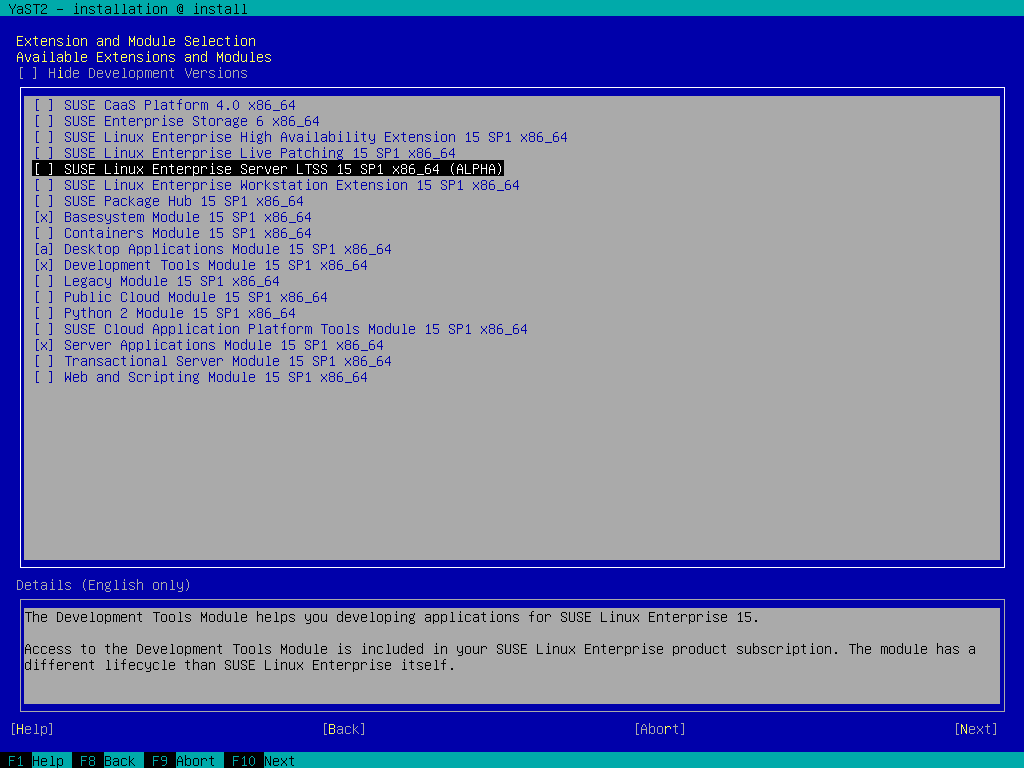 YaST2 - installation @ install
Extension and Module Selection
Available Extensions and Modules
[ ] Hide Development Versions
[ ] SUSE CaaS Platform 4.0 x86_64
[ ] SUSE Enterprise Storage 6 x86_64
[ ] SUSE Linux Enterprise High Availability Extension 15 SP1 x86_64
[ ] SUSE Linux Enterprise Live Patching 15 SP1 x86_64
[ ] SUSE Linux Enterprise Server LTSS 15 SP1 x86_64 (ALPHA)
[ ] SUSE Linux Enterprise Workstation Extension 15 SP1 x86_64
[ ] SUSE Package Hub 15 SP1 x86_64
[x] Basesystem Module 15 SP1 x86_64
[ ] Containers Module 15 SP1 x86_64
[a] Desktop Applications Module 15 SP1 x86_64
[x] Development Tools Module 15 SP1 x86_64
[ ] Legacy Module 15 SP1 x86_64
[ ] Public Cloud Module 15 SP1 x86_64
[ ] Python 2 Module 15 SP1 x86_64
[ ] SUSE Cloud Application Platform Tools Module 15 SP1 x86_64
[x] Server Applications Module 15 SP1 x86_64
[ ] Transactional Server Module 15 SP1 x86_64
[ ] Web and Scripting Module 15 SP1 x86_64
Details (English only)
The Development Tools Module helps you developing applications for SUSE Linux Enterprise 15.
Access to the Development Tools Module is included in your SUSE Linux Enterprise product subscription. The module has a
different lifecycle than SUSE Linux Enterprise itself.
[Help] [Back] [Abort] [Next]
F1 Help F8 Back F9 Abort F10 Next